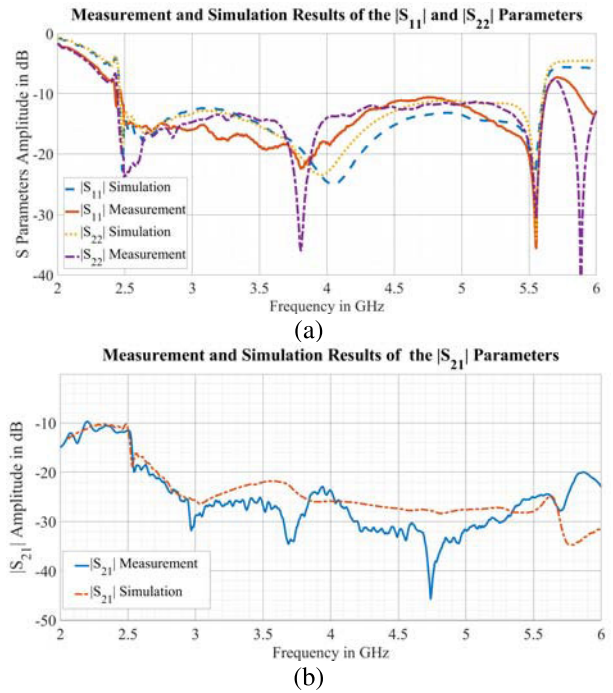 Measurement and Simulation Results of the |S11| and |S22| Parameters
0
-10
-20
-30
-40
S Parameters Amplitude in dB
|S11| Simulation
|S11| Measurement
|S22| Simulation
|S22| Measurement
2 2.5 3 3.5 4 4.5 5 5.5 6
Frequency in GHz
(a)
Measurement and Simulation Results of the |S21| Parameters
-10
-20
-30
-40
-50
|S21| Amplitude in dB
|S21| Measurement
|S21| Simulation
2 2.5 3 3.5 4 4.5 5 5.5 6
Frequency in GHz
(b)